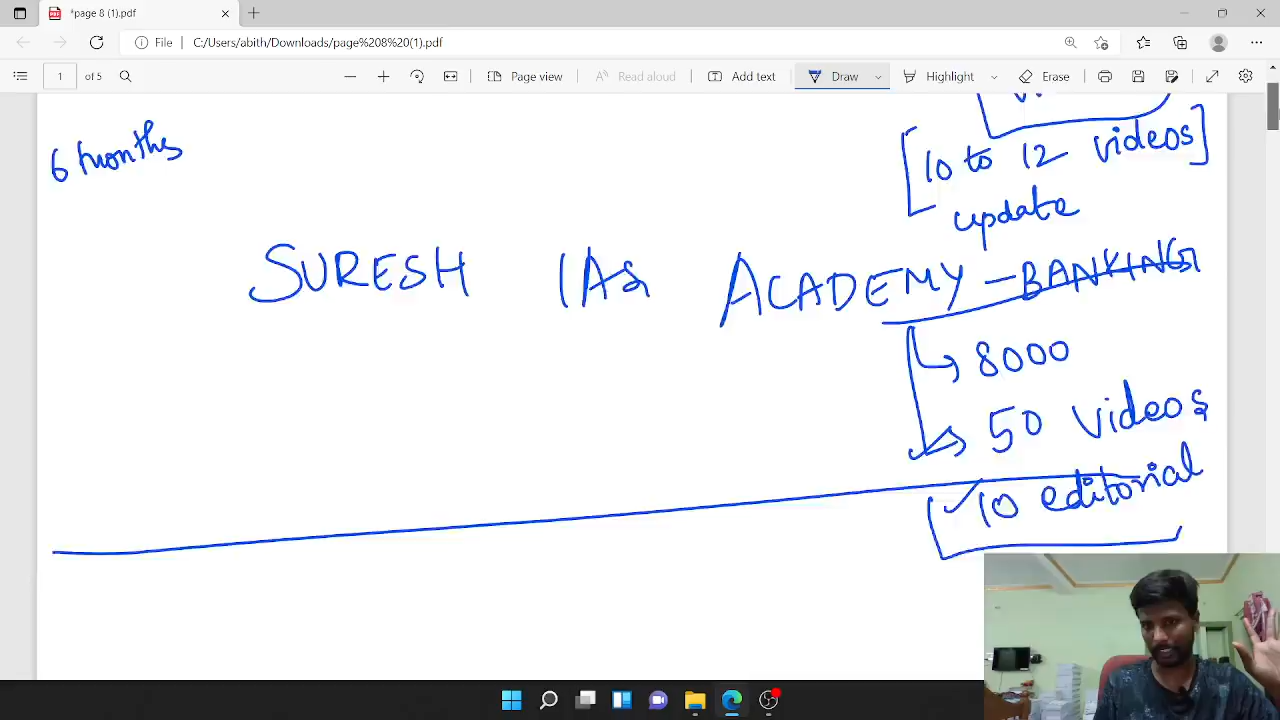 *page 8 (1).pdf
File C:/Users/abith/Downloads/page%208%20(1).pdf
1 of 5 Page view Read aloud Add text Draw Highlight Erase
6 months
[10 to 12 videos]
update
SURESH IAS ACADEMY - BANKING
8000
50 videos
10 editorial